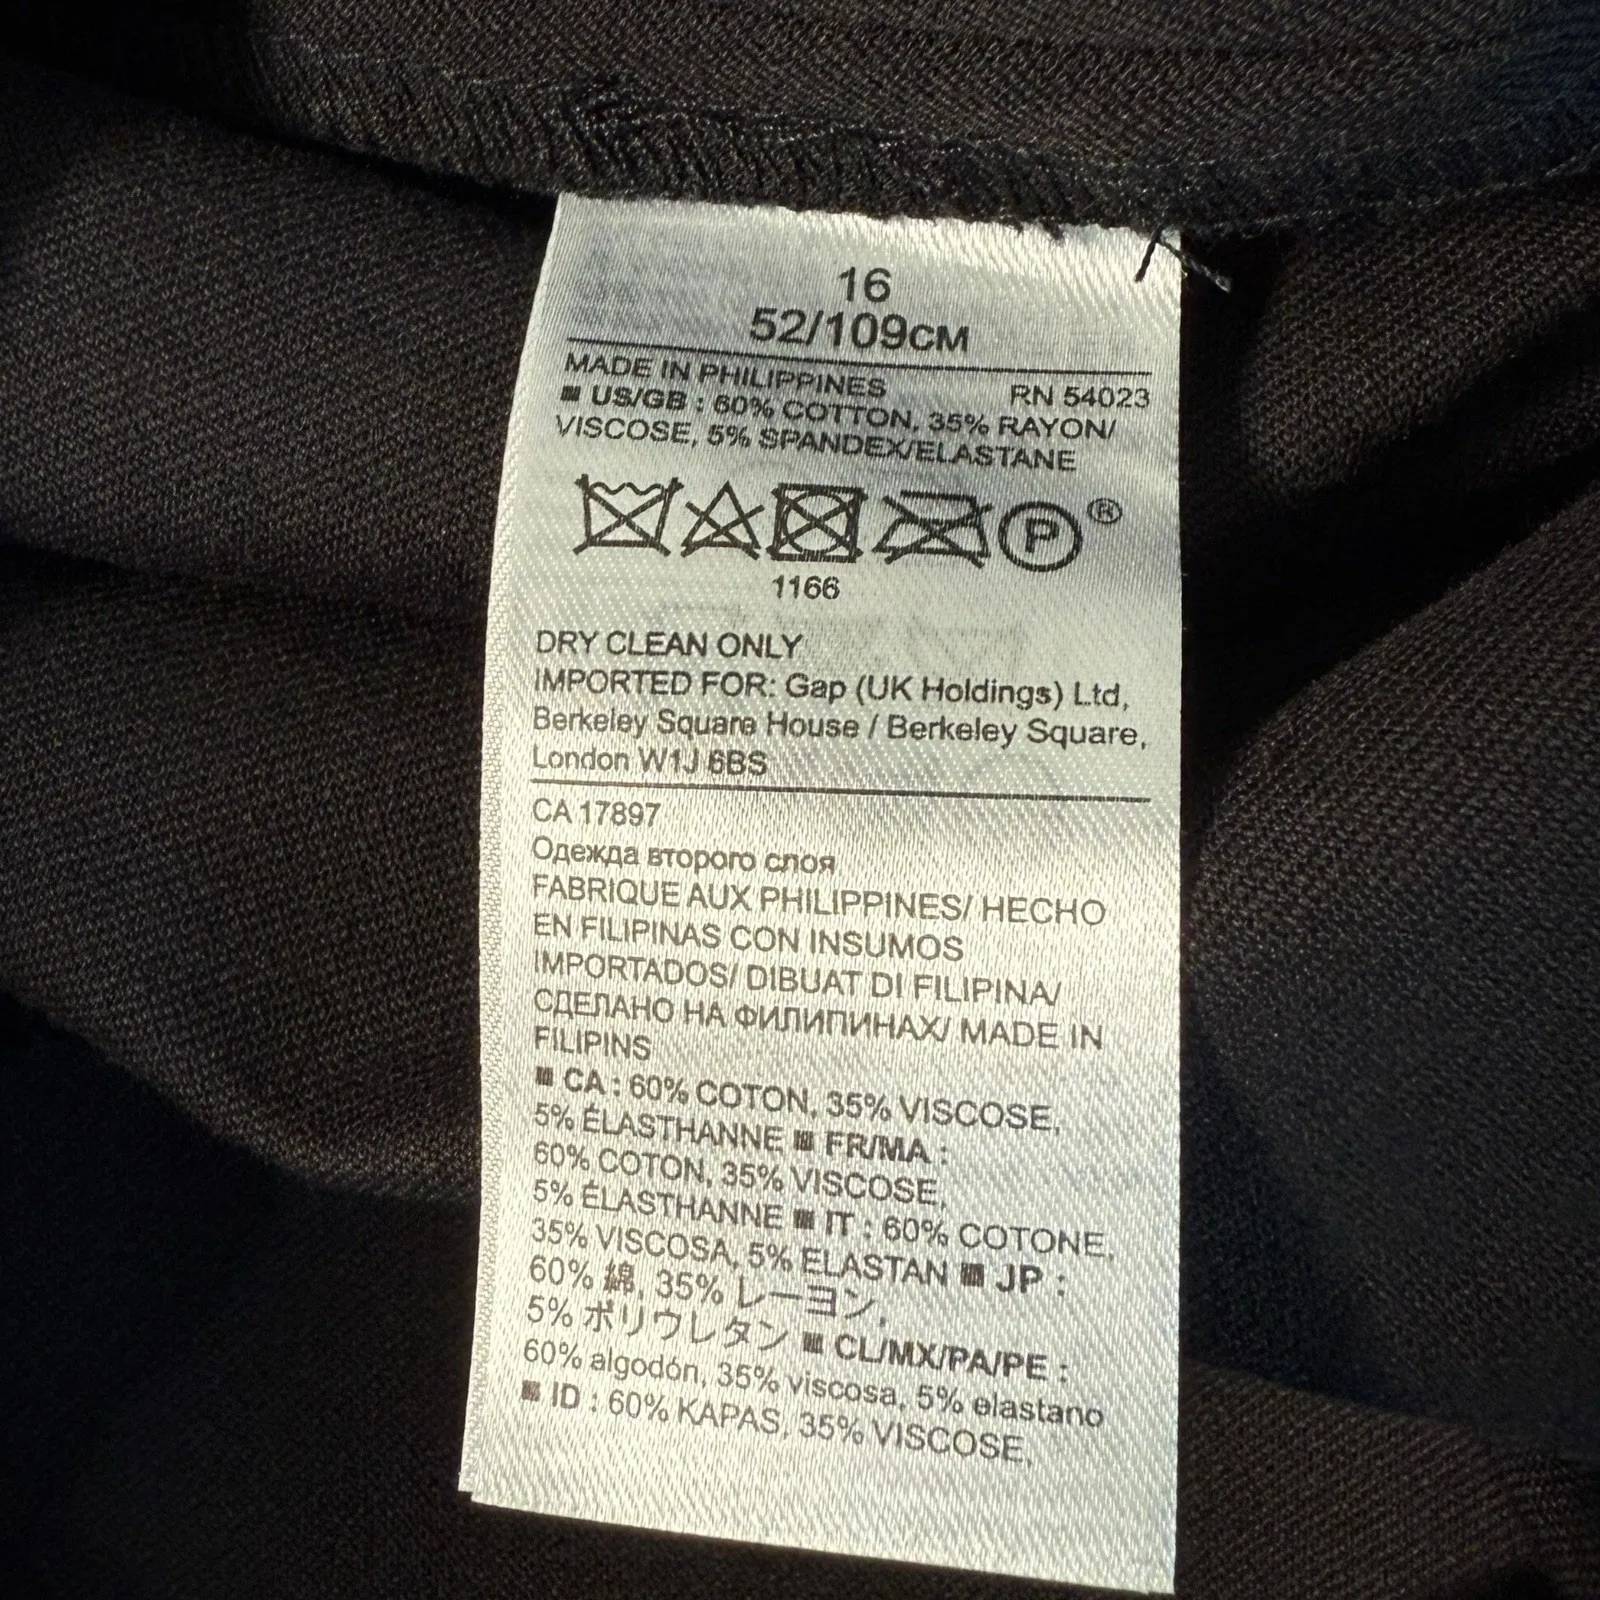 16
52/109CM
MADE IN PHILIPPINES RN 54023
■ US/GB : 60% COTTON, 35% RAYON/
VISCOSE, 5% SPANDEX/ELASTANE
P ®
1166
DRY CLEAN ONLY
IMPORTED FOR: Gap (UK Holdings) Ltd,
Berkeley Square House / Berkeley Square,
London W1J 6BS
CA 17897
Одежда второго слоя
FABRIQUE AUX PHILIPPINES/ HECHO
EN FILIPINAS CON INSUMOS
IMPORTADOS/ DIBUAT DI FILIPINA/
СДЕЛАНО НА ФИЛИПИНАХ/ MADE IN
FILIPINS
■ CA : 60% COTON, 35% VISCOSE,
5% ÉLASTHANNE ■ FR/MA :
60% COTON, 35% VISCOSE,
5% ÉLASTHANNE ■ IT : 60% COTONE,
35% VISCOSA, 5% ELASTAN ■ JP :
60% 綿, 35% レーヨン,
5% ポリウレタン ■ CL/MX/PA/PE :
60% algodón, 35% viscosa, 5% elastano
■ ID : 60% KAPAS, 35% VISCOSE,